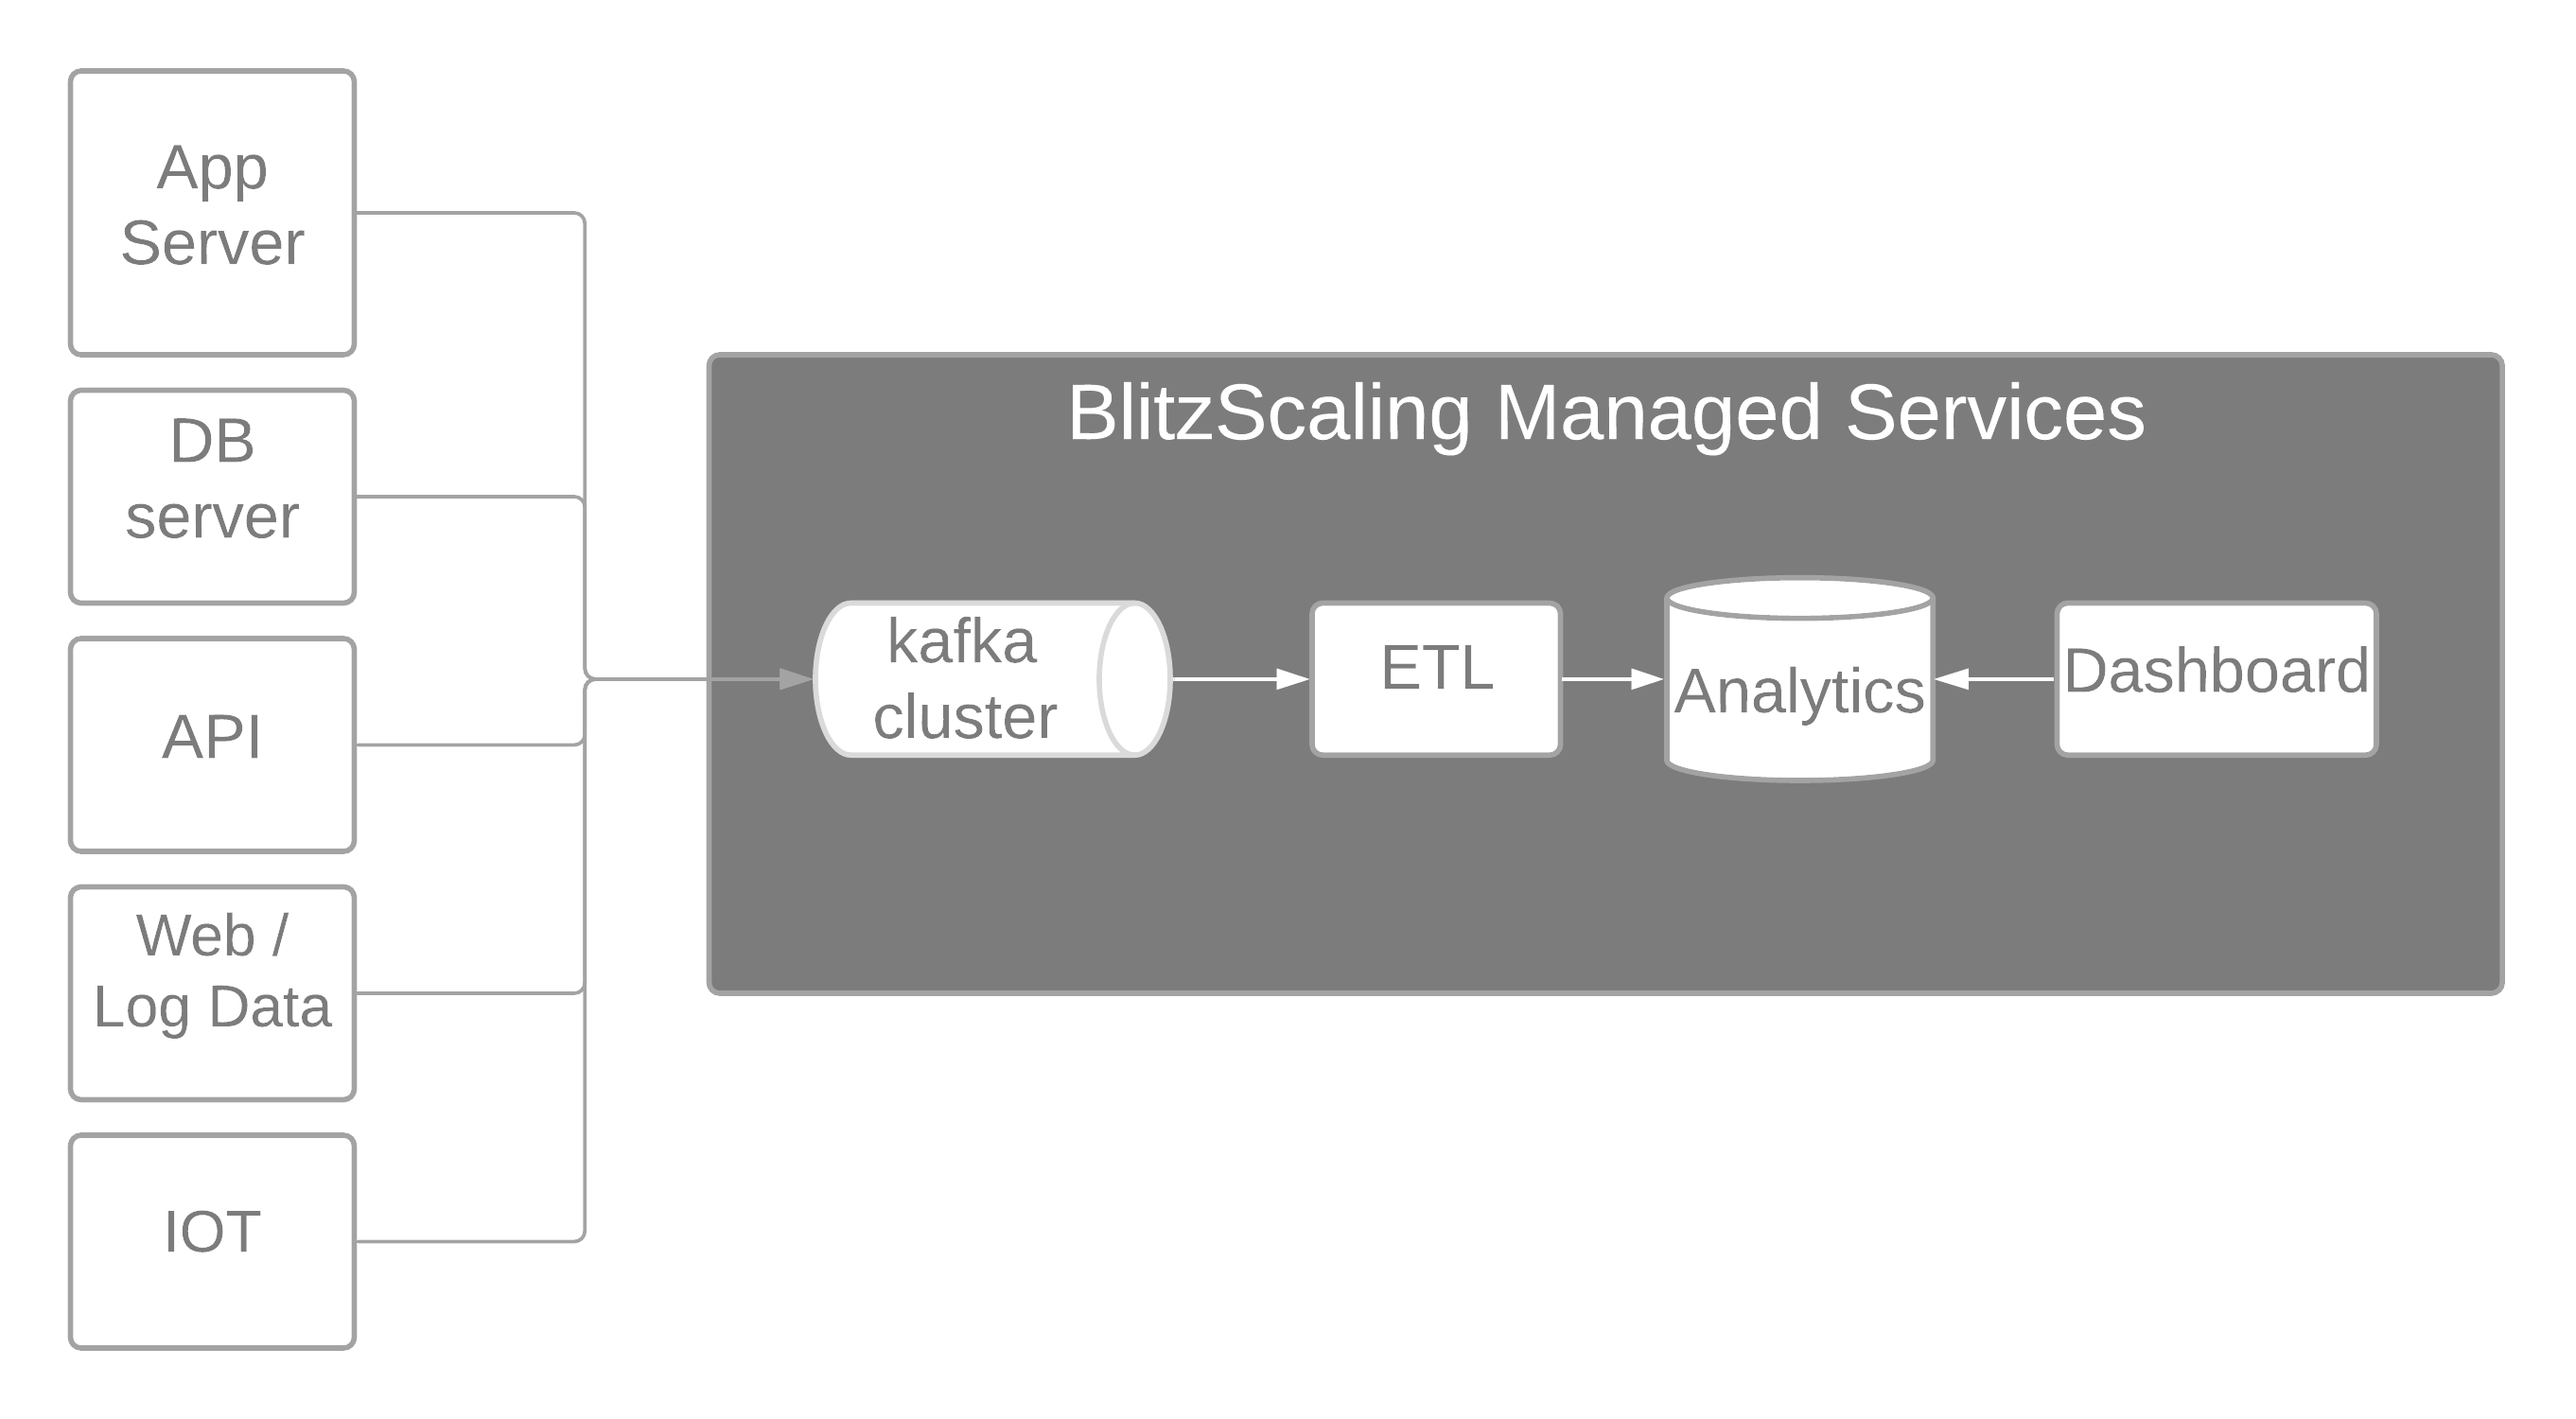 App
Server
DB
server
API
Web /
Log Data
IOT
BlitzScaling Managed Services
kafka
cluster
ETL
Analytics
Dashboard